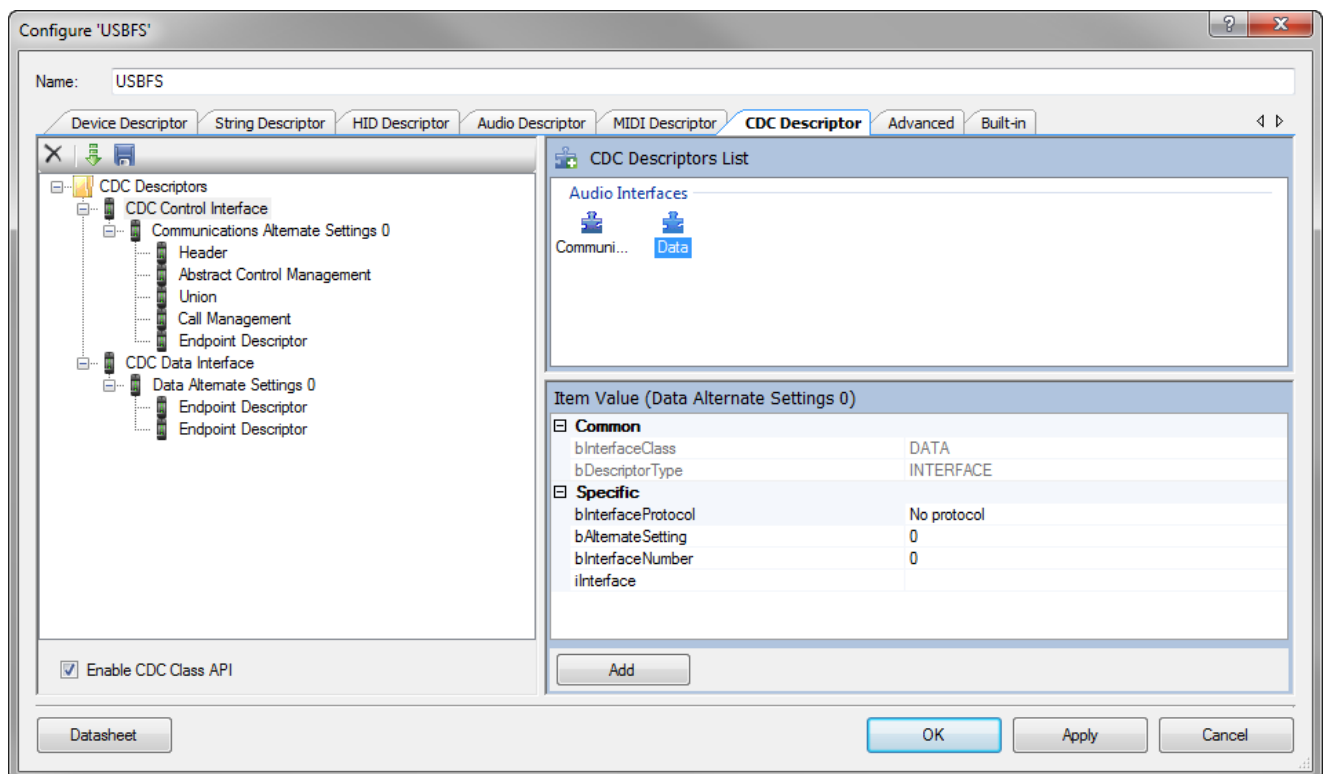 Configure 'USBFS'
Name: USBFS
Device Descriptor String Descriptor HID Descriptor Audio Descriptor MIDI Descriptor CDC Descriptor Advanced Built-in
CDC Descriptors
CDC Control Interface
Communications Alternate Settings 0
Header
Abstract Control Management
Union
Call Management
Endpoint Descriptor
CDC Data Interface
Data Alternate Settings 0
Endpoint Descriptor
Endpoint Descriptor
Enable CDC Class API
CDC Descriptors List
Audio Interfaces
Communi... Data
Item Value (Data Alternate Settings 0)
Common
bInterfaceClass DATA
bDescriptorType INTERFACE
Specific
bInterfaceProtocol No protocol
bAlternateSetting 0
bInterfaceNumber 0
iInterface
Add
Datasheet OK Apply Cancel